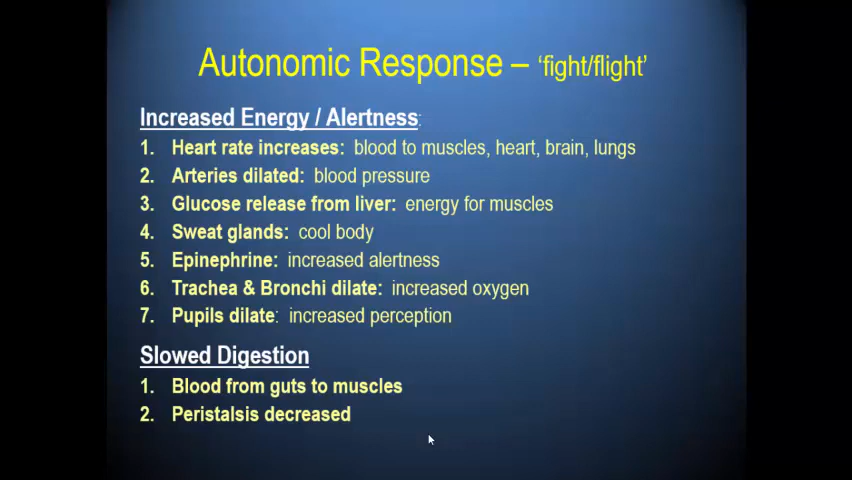 Autonomic Response – ‘fight/flight’
Increased Energy / Alertness:
1. Heart rate increases: blood to muscles, heart, brain, lungs
2. Arteries dilated: blood pressure
3. Glucose release from liver: energy for muscles
4. Sweat glands: cool body
5. Epinephrine: increased alertness
6. Trachea & Bronchi dilate: increased oxygen
7. Pupils dilate: increased perception
Slowed Digestion
1. Blood from guts to muscles
2. Peristalsis decreased